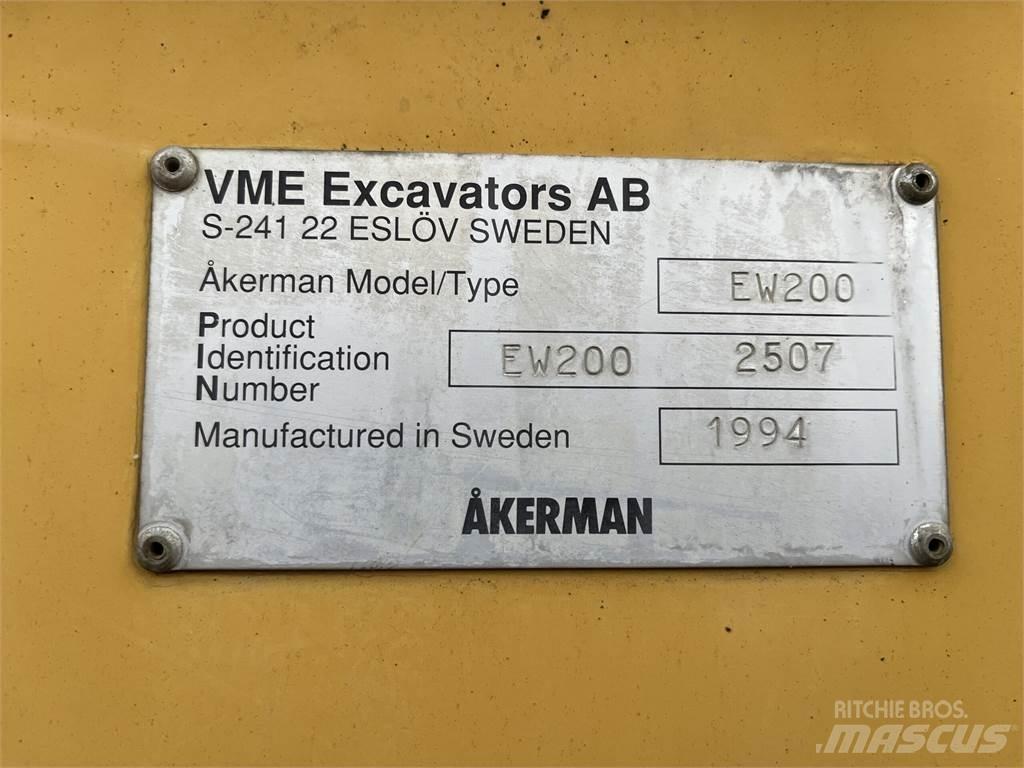 VME Excavators AB
S-241 22 ESLÖV SWEDEN
Åkerman Model/Type EW200
Product
Identification EW200 2507
Number
Manufactured in Sweden 1994
ÅKERMAN
RITCHIE BROS.
MASCUS